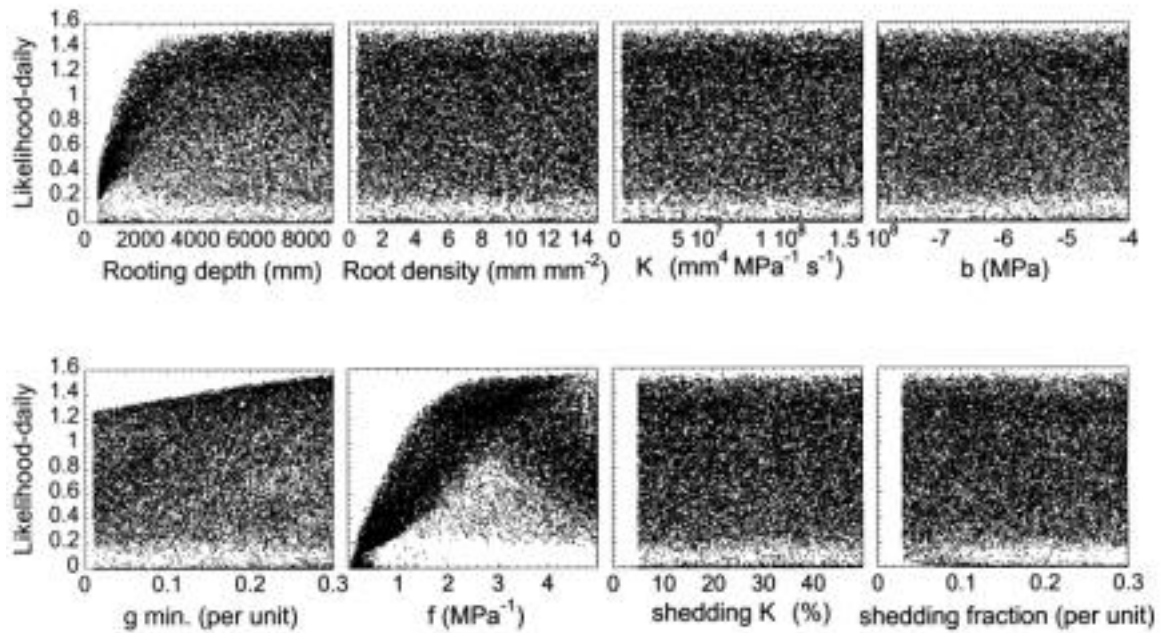 Likelihood-daily
1.6
1.4
1.2
1
0.8
0.6
0.4
0.2
0
0 2000 4000 6000 8000
Rooting depth (mm)
0 2 4 6 8 10 12 14
Root density (mm mm⁻²)
0 5 10⁷ 1 10⁸ 1.5 10⁸
K (mm⁴ MPa⁻¹ s⁻¹)
-7 -6 -5 -4
b (MPa)
Likelihood-daily
1.6
1.4
1.2
1
0.8
0.6
0.4
0.2
0
0 0.1 0.2 0.3
g min. (per unit)
1 2 3 4
f (MPa⁻¹)
0 10 20 30 40
shedding K (%)
0 0.1 0.2 0.3
shedding fraction (per unit)